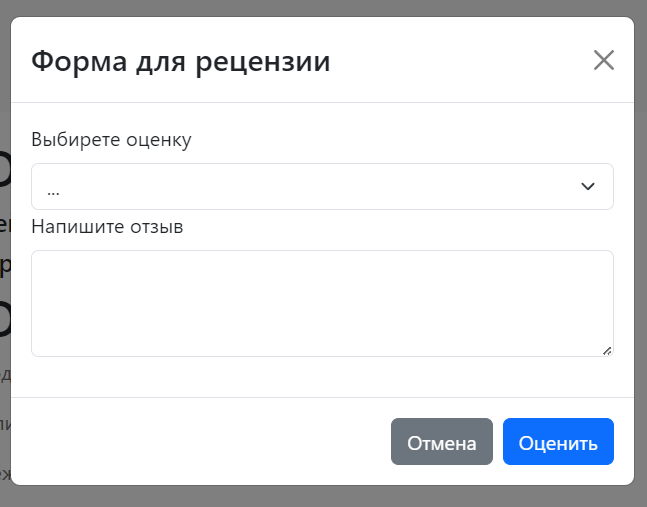 Форма для рецензии
Выбирете оценку
...
Напишите отзыв
Отмена
Оценить